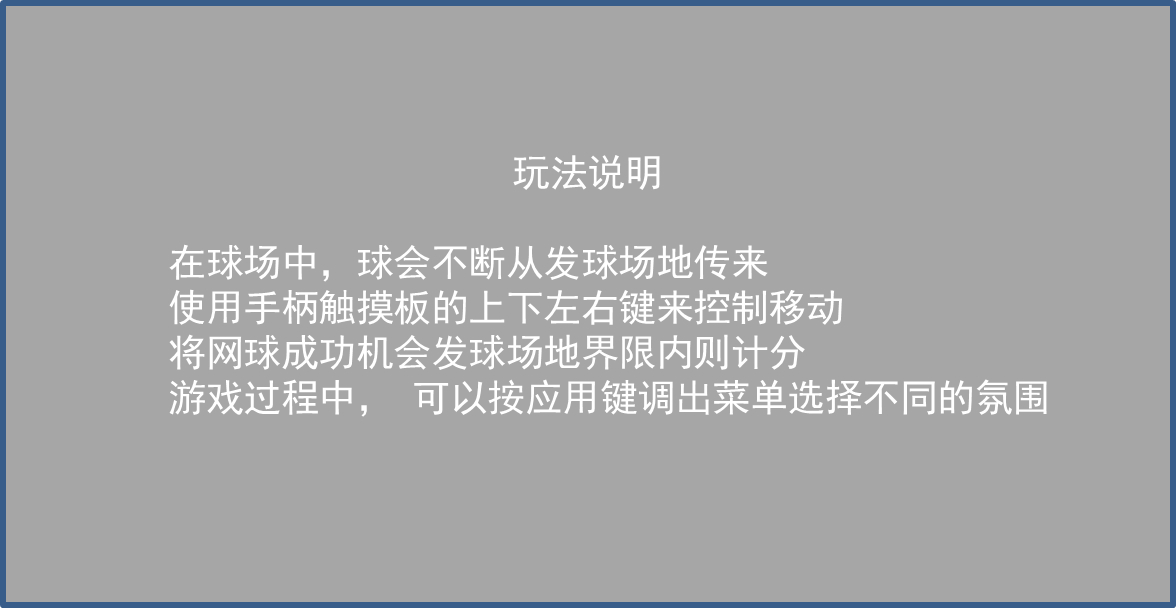 玩法说明
在球场中，球会不断从发球场地传来
使用手柄触摸板的上下左右键来控制移动
将网球成功机会发球场地界限内则计分
游戏过程中， 可以按应用键调出菜单选择不同的氛围